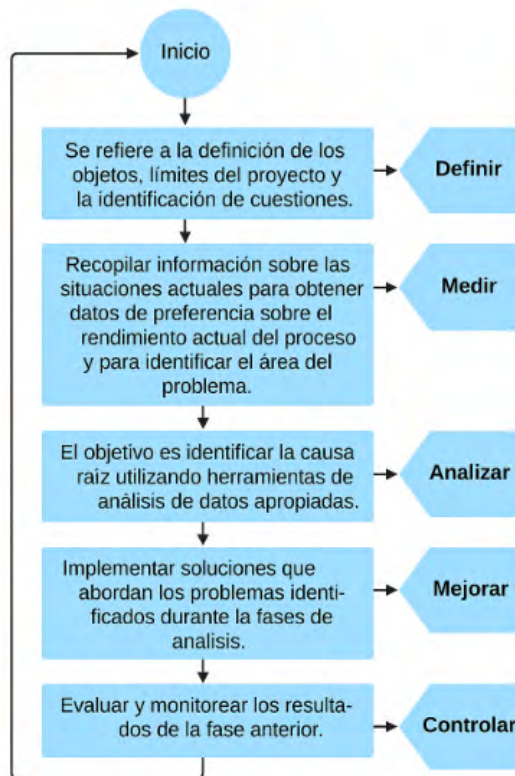 Inicio
Se refiere a la definición de los
objetos, límites del proyecto y
la identificación de cuestiones.
Definir
Recopilar información sobre las
situaciones actuales para obtener
datos de preferencia sobre el
rendimiento actual del proceso
y para identificar el área del
problema.
Medir
El objetivo es identificar la causa
raíz utilizando herramientas de
análisis de datos apropiadas.
Analizar
Implementar soluciones que
abordan los problemas identi-
ficados durante la fases de
analisis.
Mejorar
Evaluar y monitorear los resulta-
dos de la fase anterior.
Controlar